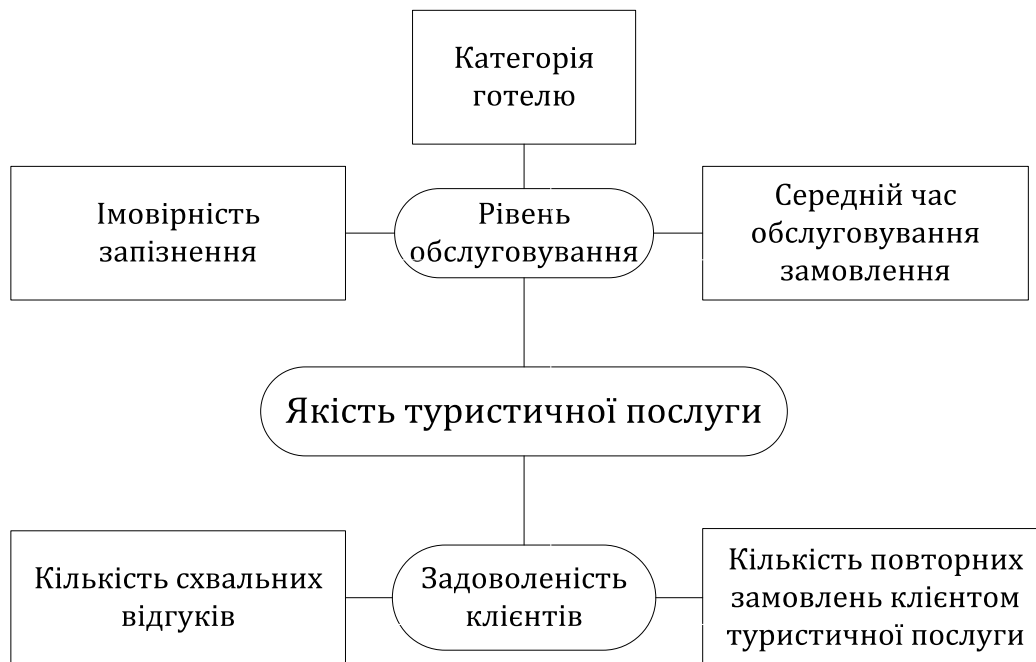 Категорія
готелю
Імовірність
запізнення
Рівень
обслуговування
Середній час
обслуговування
замовлення
Якість туристичної послуги
Кількість схвальних
відгуків
Задоволеність
клієнтів
Кількість повторних
замовлень клієнтом
туристичної послуги